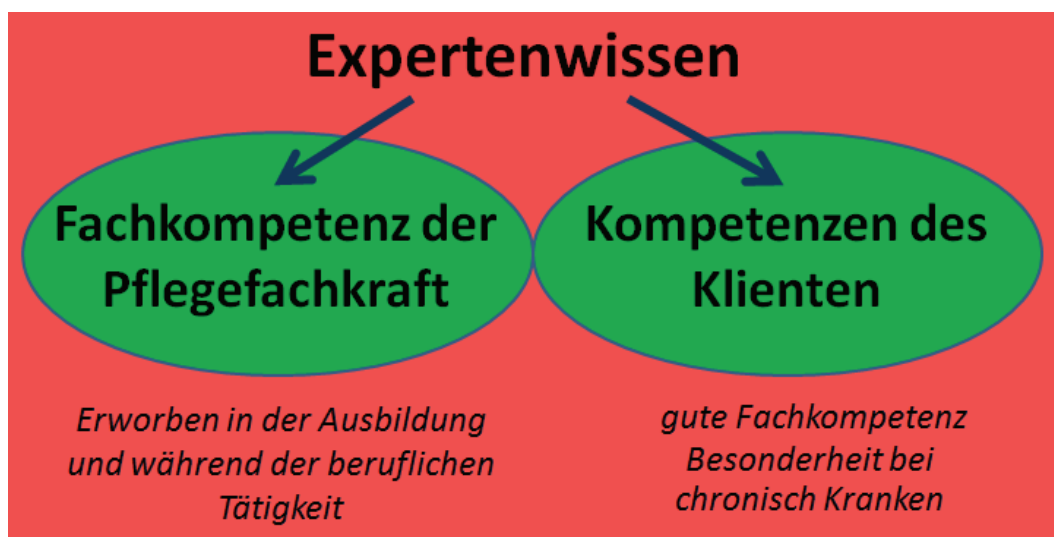 Expertenwissen
Fachkompetenz der
Pflegefachkraft
Kompetenzen des
Klienten
Erworben in der Ausbildung
und während der beruflichen
Tätigkeit
gute Fachkompetenz
Besonderheit bei
chronisch Kranken